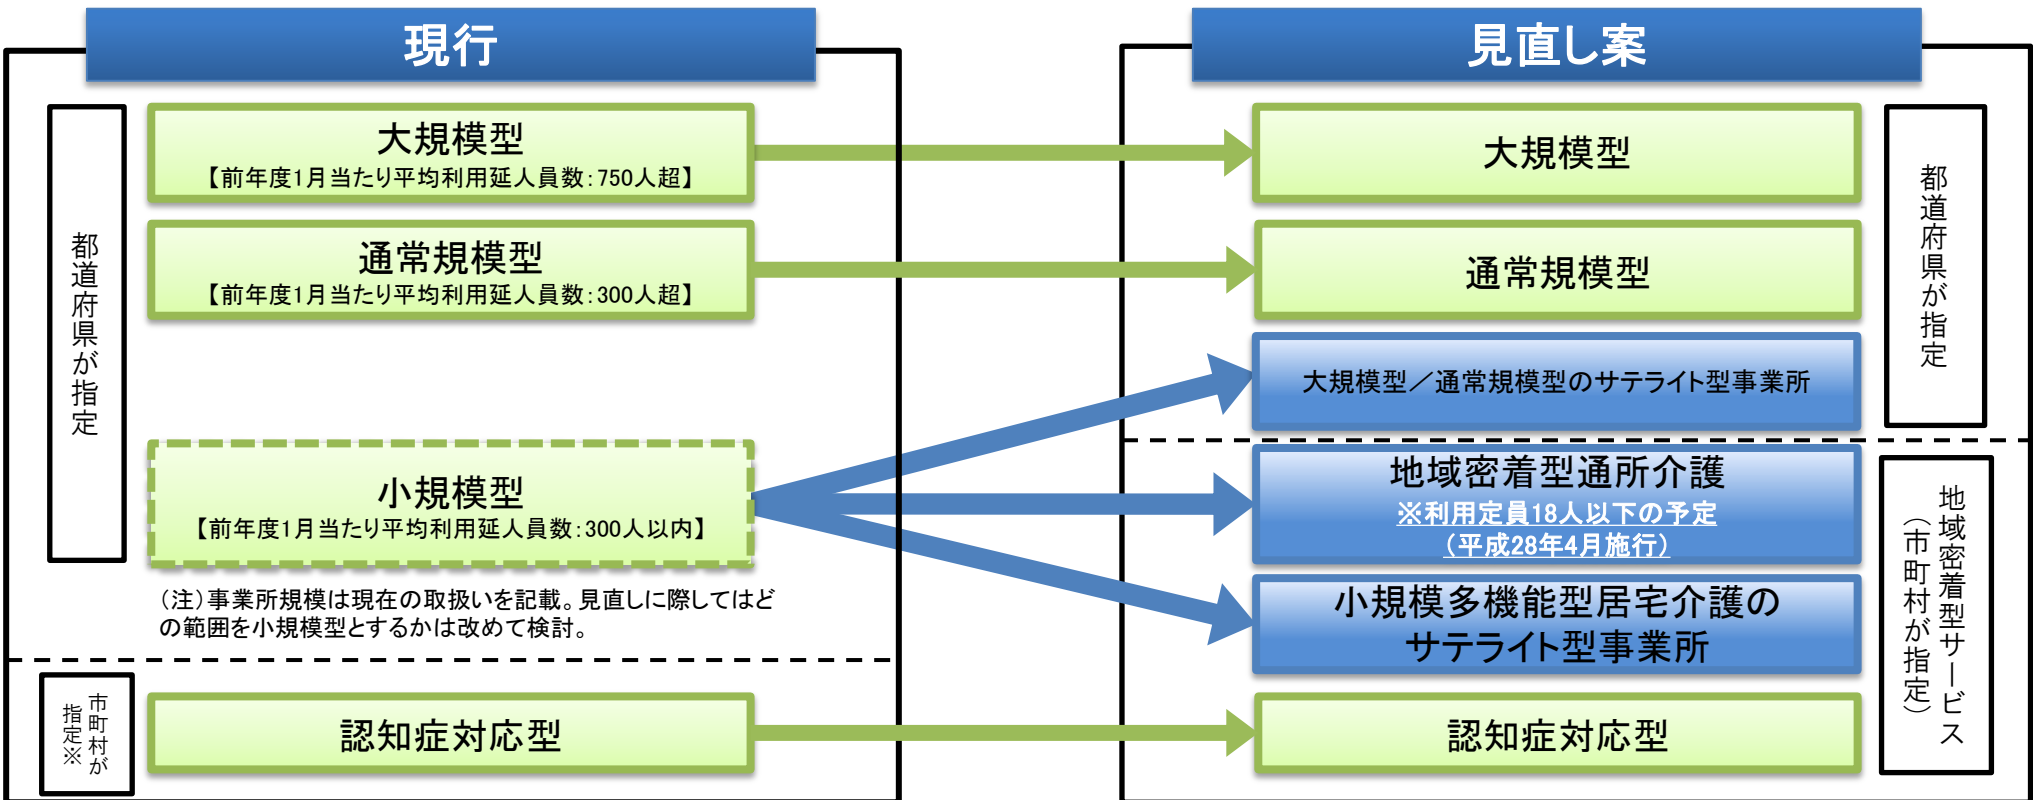 現行
都道府県が指定
大規模型
【前年度1月当たり平均利用延人員数：750人超】
通常規模型
【前年度1月当たり平均利用延人員数：300人超】
小規模型
【前年度1月当たり平均利用延人員数：300人以内】
（注）事業所規模は現在の取扱いを記載。見直しに際してはど
の範囲を小規模型とするかは改めて検討。
市町村が
指定※
認知症対応型
見直し案
大規模型
通常規模型
大規模型／通常規模型のサテライト型事業所
都道府県が指定
地域密着型通所介護
※利用定員18人以下の予定
（平成28年4月施行）
小規模多機能型居宅介護の
サテライト型事業所
認知症対応型
地域密着型サービス
（市町村が指定）